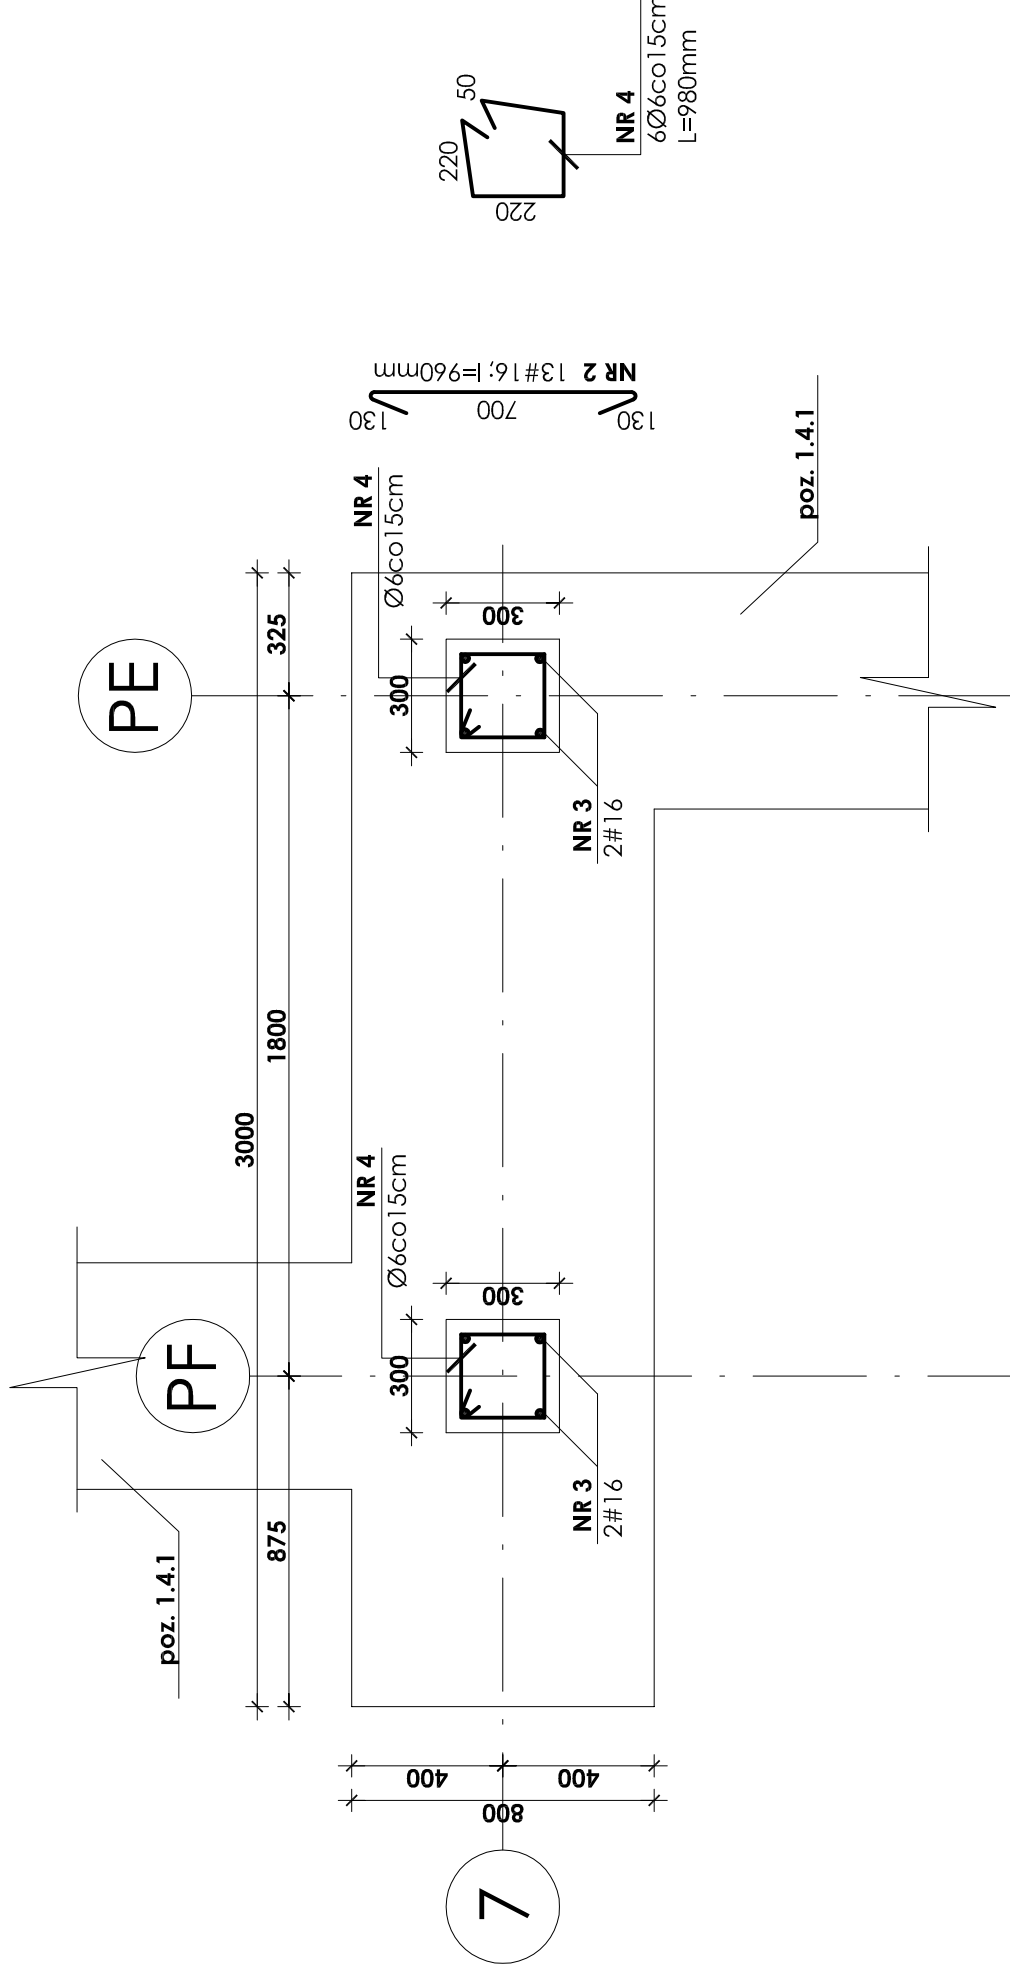 PE
PF
7
3000
325
1800
875
800
400
400
poz. 1.4.1
NR 4
Ø6co15cm
300
300
NR 3
2#16
NR 4
Ø6co15cm
300
300
NR 3
2#16
poz. 1.4.1
130
700
130
NR 2 13#16; l=960mm
220
50
220
NR 4
6Ø6co15cm
L=980mm